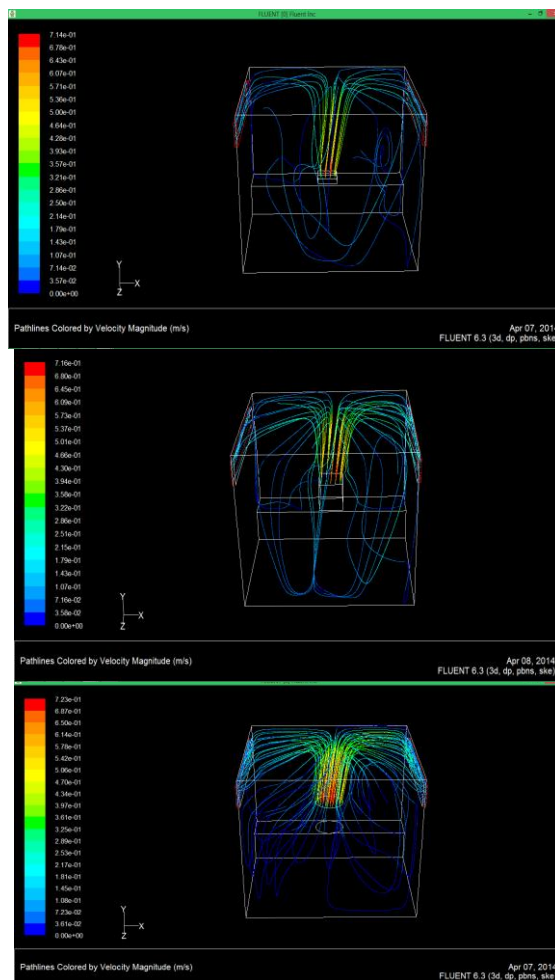 FLUENT [0] Fluent Inc
7.14e-01
6.78e-01
6.43e-01
6.07e-01
5.71e-01
5.36e-01
5.00e-01
4.64e-01
4.28e-01
3.93e-01
3.57e-01
3.21e-01
2.86e-01
2.50e-01
2.14e-01
1.79e-01
1.43e-01
1.07e-01
7.14e-02
3.57e-02
0.00e+00
Y
Z X
Pathlines Colored by Velocity Magnitude (m/s) Apr 07, 2014
FLUENT 6.3 (3d, dp, pbns, ske)
7.16e-01
6.80e-01
6.45e-01
6.09e-01
5.73e-01
5.37e-01
5.01e-01
4.66e-01
4.30e-01
3.94e-01
3.58e-01
3.22e-01
2.86e-01
2.51e-01
2.15e-01
1.79e-01
1.43e-01
1.07e-01
7.16e-02
3.58e-02
0.00e+00
Y
Z X
Pathlines Colored by Velocity Magnitude (m/s) Apr 08, 2014
FLUENT 6.3 (3d, dp, pbns, ske)
7.23e-01
6.87e-01
6.50e-01
6.14e-01
5.78e-01
5.42e-01
5.06e-01
4.70e-01
4.34e-01
3.97e-01
3.61e-01
3.25e-01
2.89e-01
2.53e-01
2.17e-01
1.81e-01
1.45e-01
1.08e-01
7.23e-02
3.61e-02
0.00e+00
Y
Z X
Pathlines Colored by Velocity Magnitude (m/s) Apr 07, 2014
FLUENT 6.3 (3d, dp, pbns, ske)